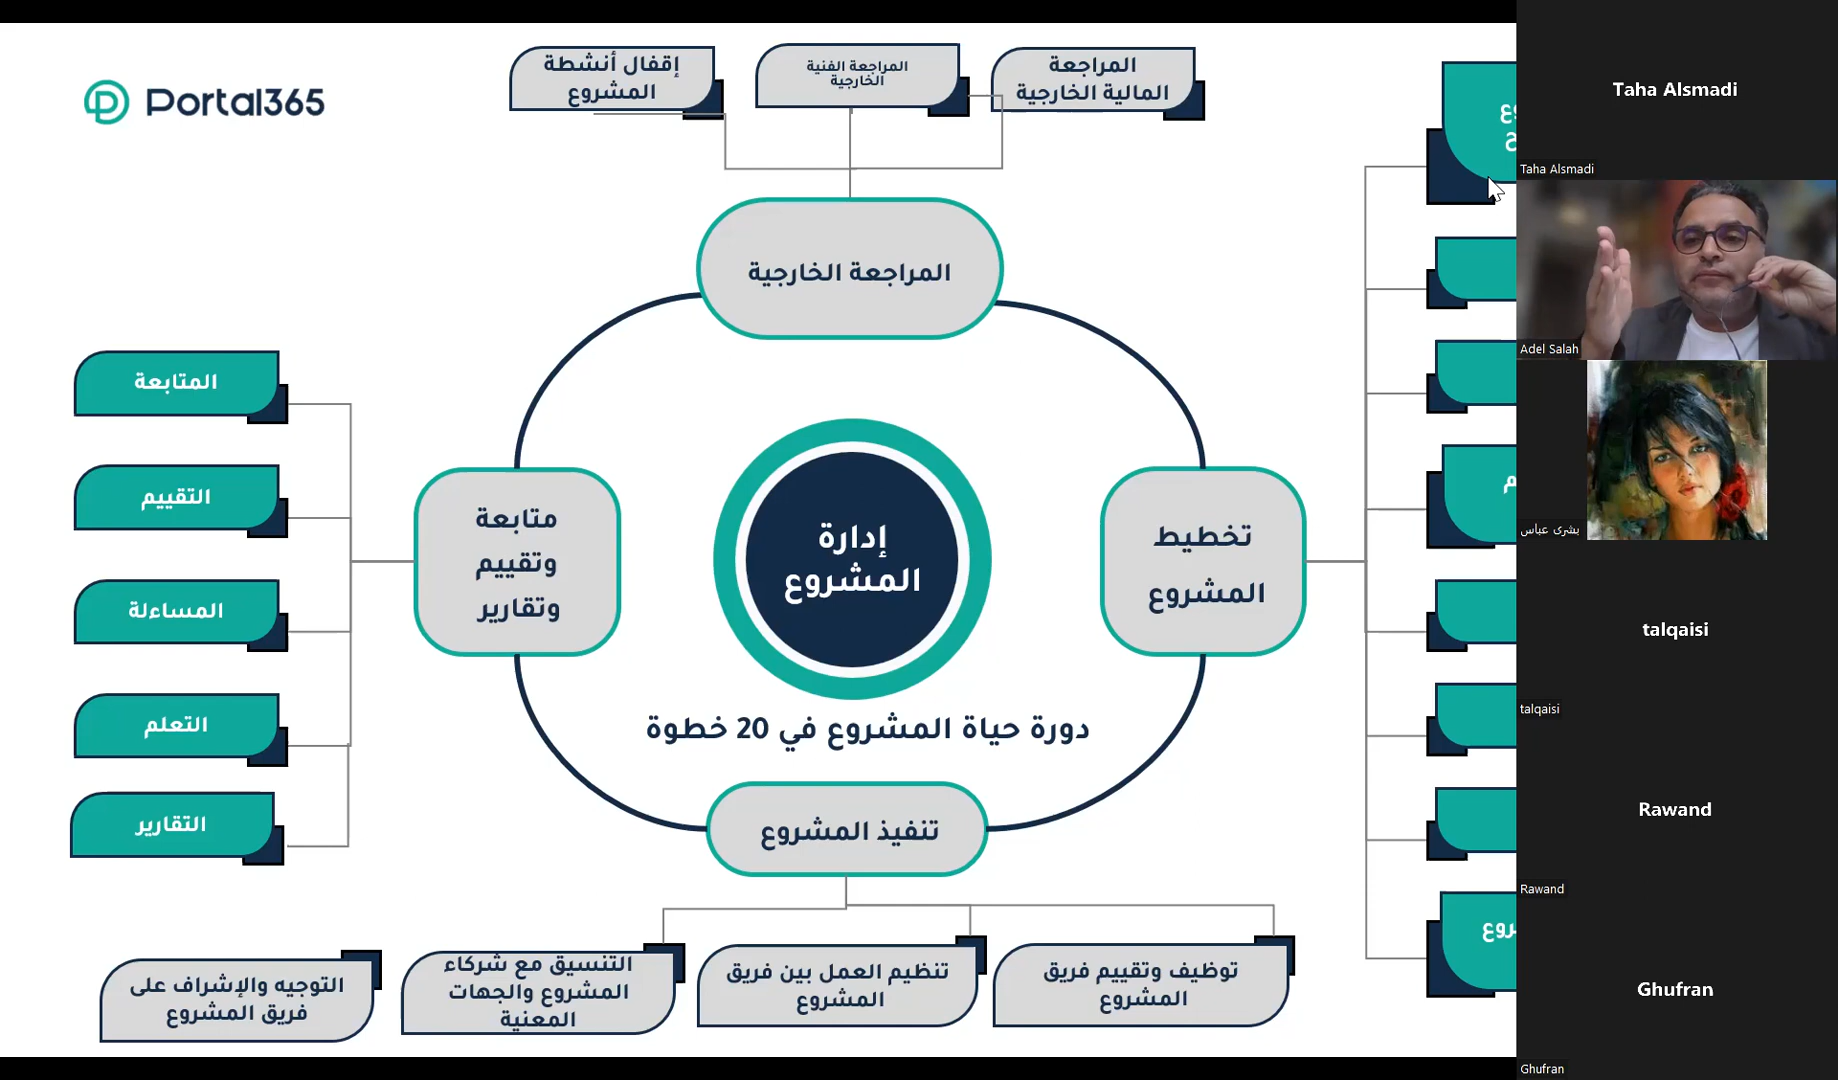 Portal365
إقفال أنشطة
المشروع
المراجعة الفنية
الخارجية
المراجعة
المالية الخارجية
المراجعة الخارجية
المتابعة
التقييم
المساءلة
التعلم
التقارير
متابعة
وتقييم
وتقارير
إدارة
المشروع
تخطيط
المشروع
دورة حياة المشروع في 20 خطوة
تنفيذ المشروع
توظيف وتقييم فريق
المشروع
تنظيم العمل بين فريق
المشروع
التنسيق مع شركاء
المشروع والجهات
المعنية
التوجيه والإشراف على
فريق المشروع
Taha Alsmadi
Taha Alsmadi
Adel Salah
بشرى عباس
talqaisi
talqaisi
Rawand
Rawand
Ghufran
Ghufran